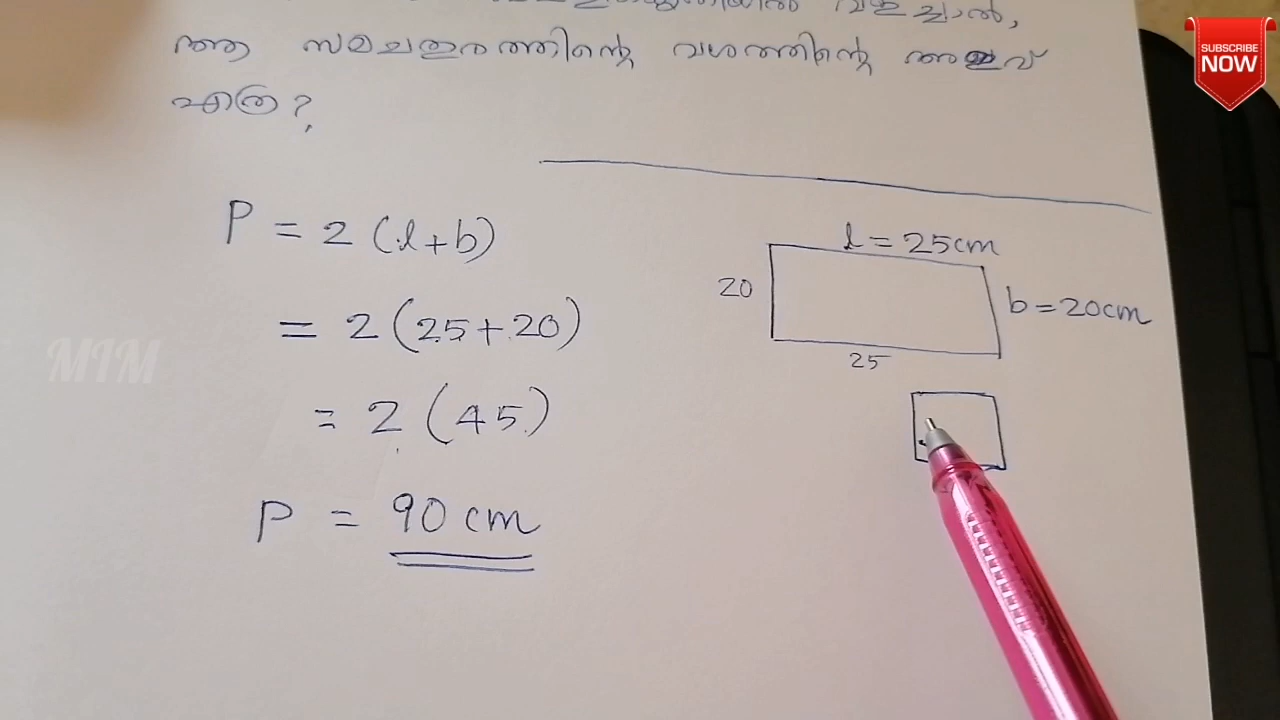 വളച്ചാൽ,
ആ സമചതുരത്തിന്റെ വശത്തിന്റെ അളവ്
എത്ര?
SUBSCRIBE
NOW
P = 2 (l+b)
= 2 (25+20)
= 2 (45)
P = 90 cm
l = 25cm
20
b = 20cm
25
MIM